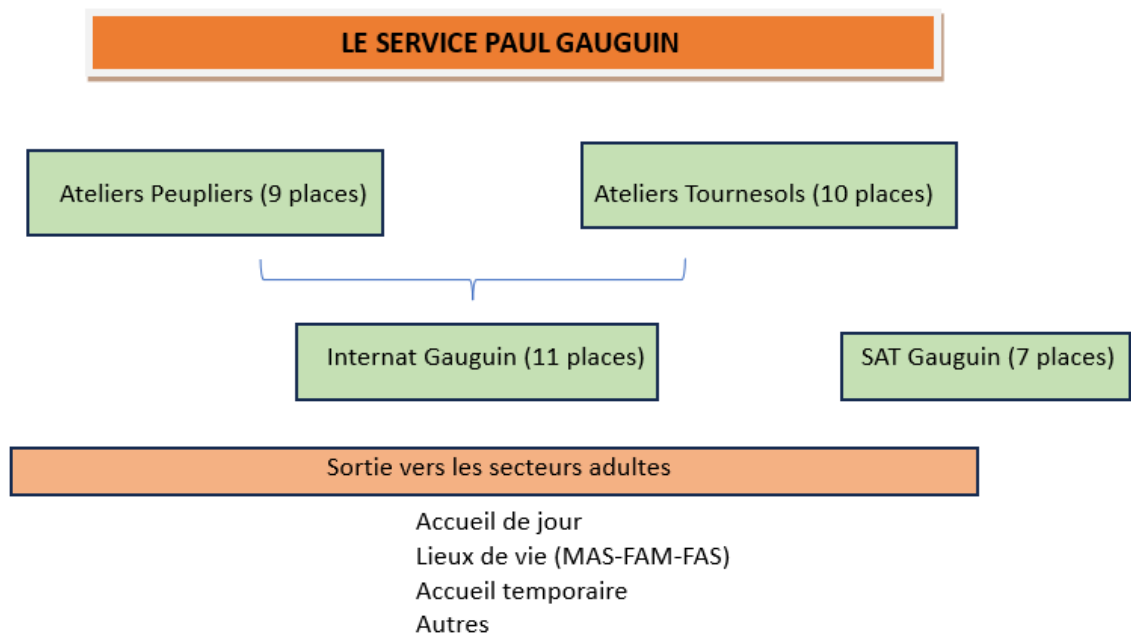 LE SERVICE PAUL GAUGUIN
Ateliers Peupliers (9 places)
Ateliers Tournesols (10 places)
Internat Gauguin (11 places)
SAT Gauguin (7 places)
Sortie vers les secteurs adultes
Accueil de jour
Lieux de vie (MAS-FAM-FAS)
Accueil temporaire
Autres